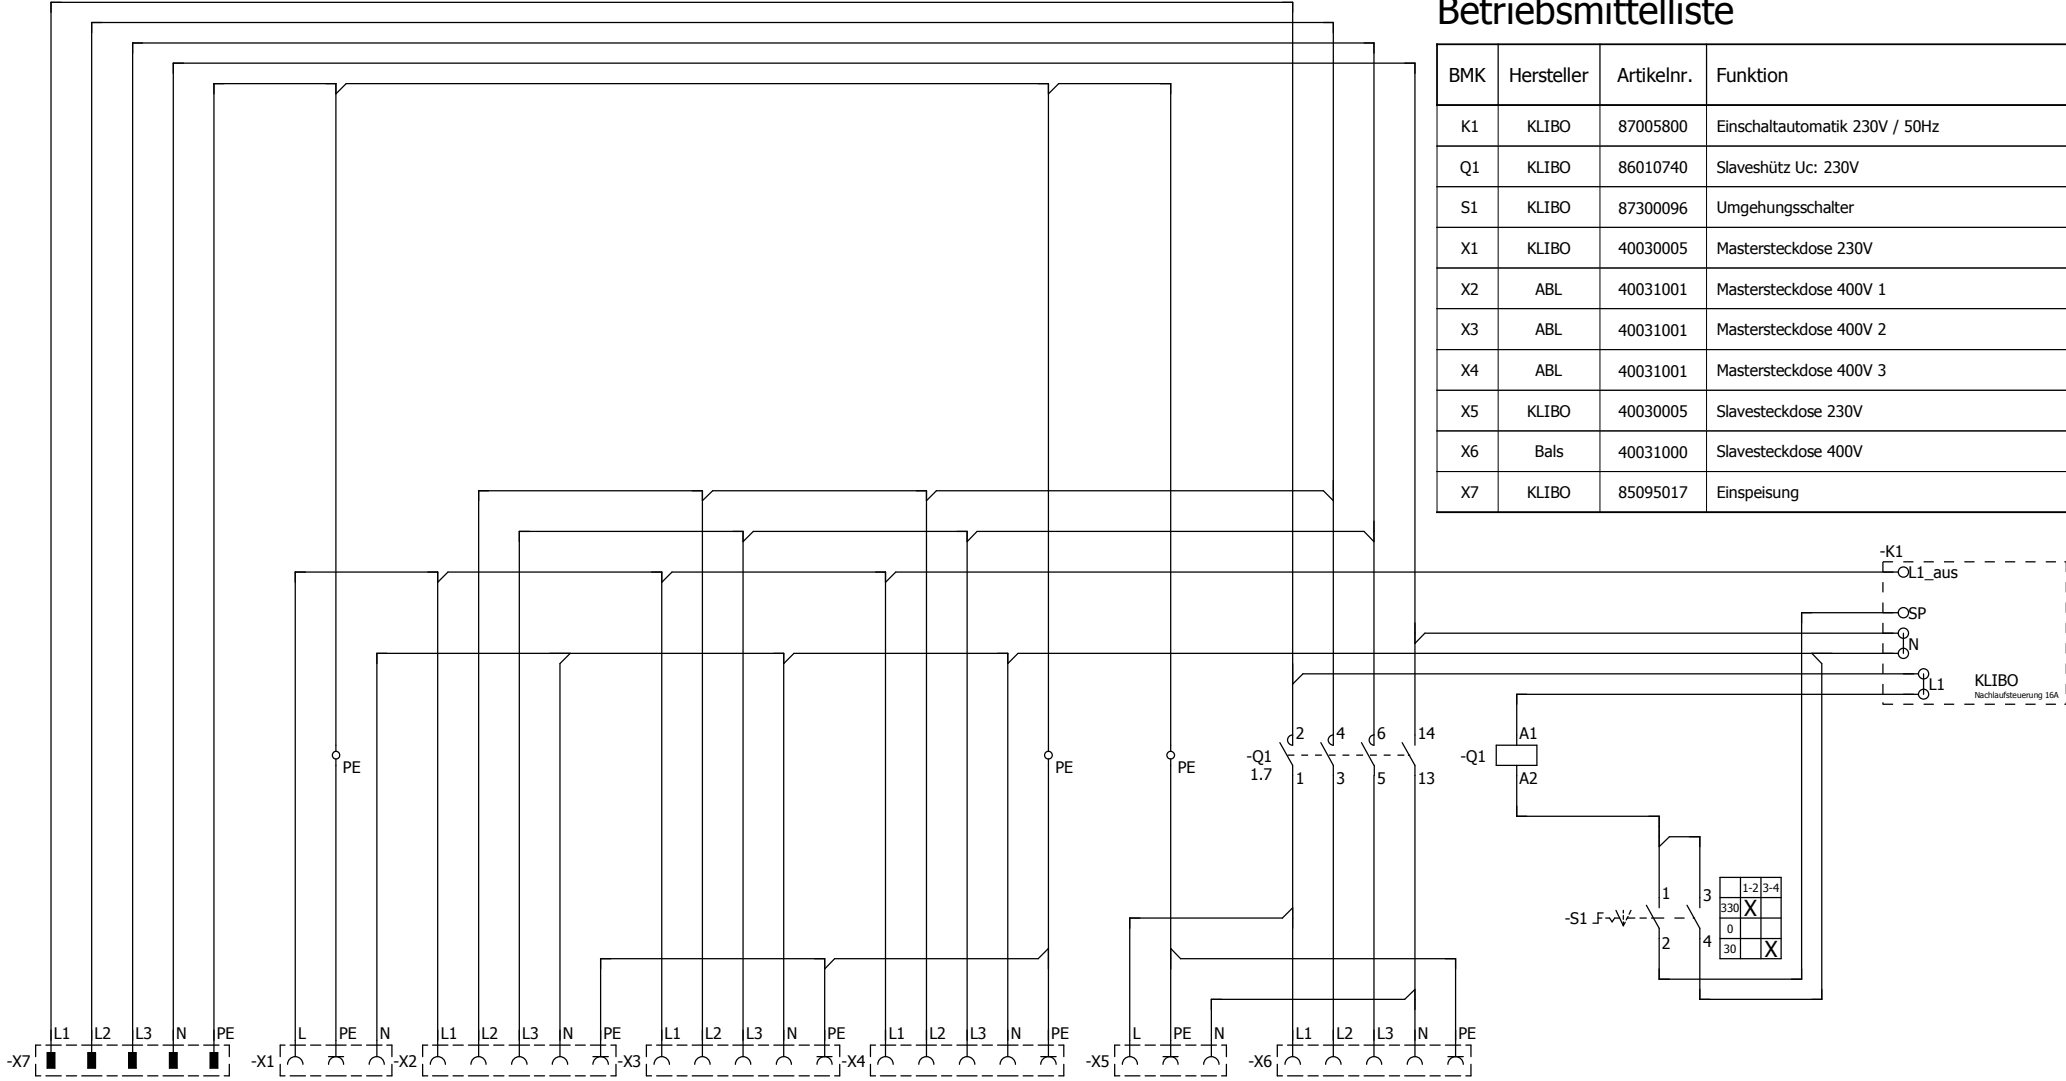 Betriebsmittelliste
BMK Hersteller Artikelnr. Funktion
K1 KLIBO 87005800 Einschaltautomatik 230V / 50Hz
Q1 KLIBO 86010740 Slaveshütz Uc: 230V
S1 KLIBO 87300096 Umgehungsschalter
X1 KLIBO 40030005 Mastersteckdose 230V
X2 ABL 40031001 Mastersteckdose 400V 1
X3 ABL 40031001 Mastersteckdose 400V 2
X4 ABL 40031001 Mastersteckdose 400V 3
X5 KLIBO 40030005 Slavesteckdose 230V
X6 Bals 40031000 Slavesteckdose 400V
X7 KLIBO 85095017 Einspeisung
-K1
L1_aus
SP
N
L1
KLIBO
Nachlaufsteuerung 16A
PE
PE
PE
-Q1
1.7
2 4 6 14
1 3 5 13
-Q1
A1
A2
-S1
1 3
2 4
1-2 3-4
330 X
0
30 X
-X7 L1 L2 L3 N PE
-X1 L PE N
-X2 L1 L2 L3 N PE
-X3 L1 L2 L3 N PE
-X4 L1 L2 L3 N PE
-X5 L PE N
-X6 L1 L2 L3 N PE